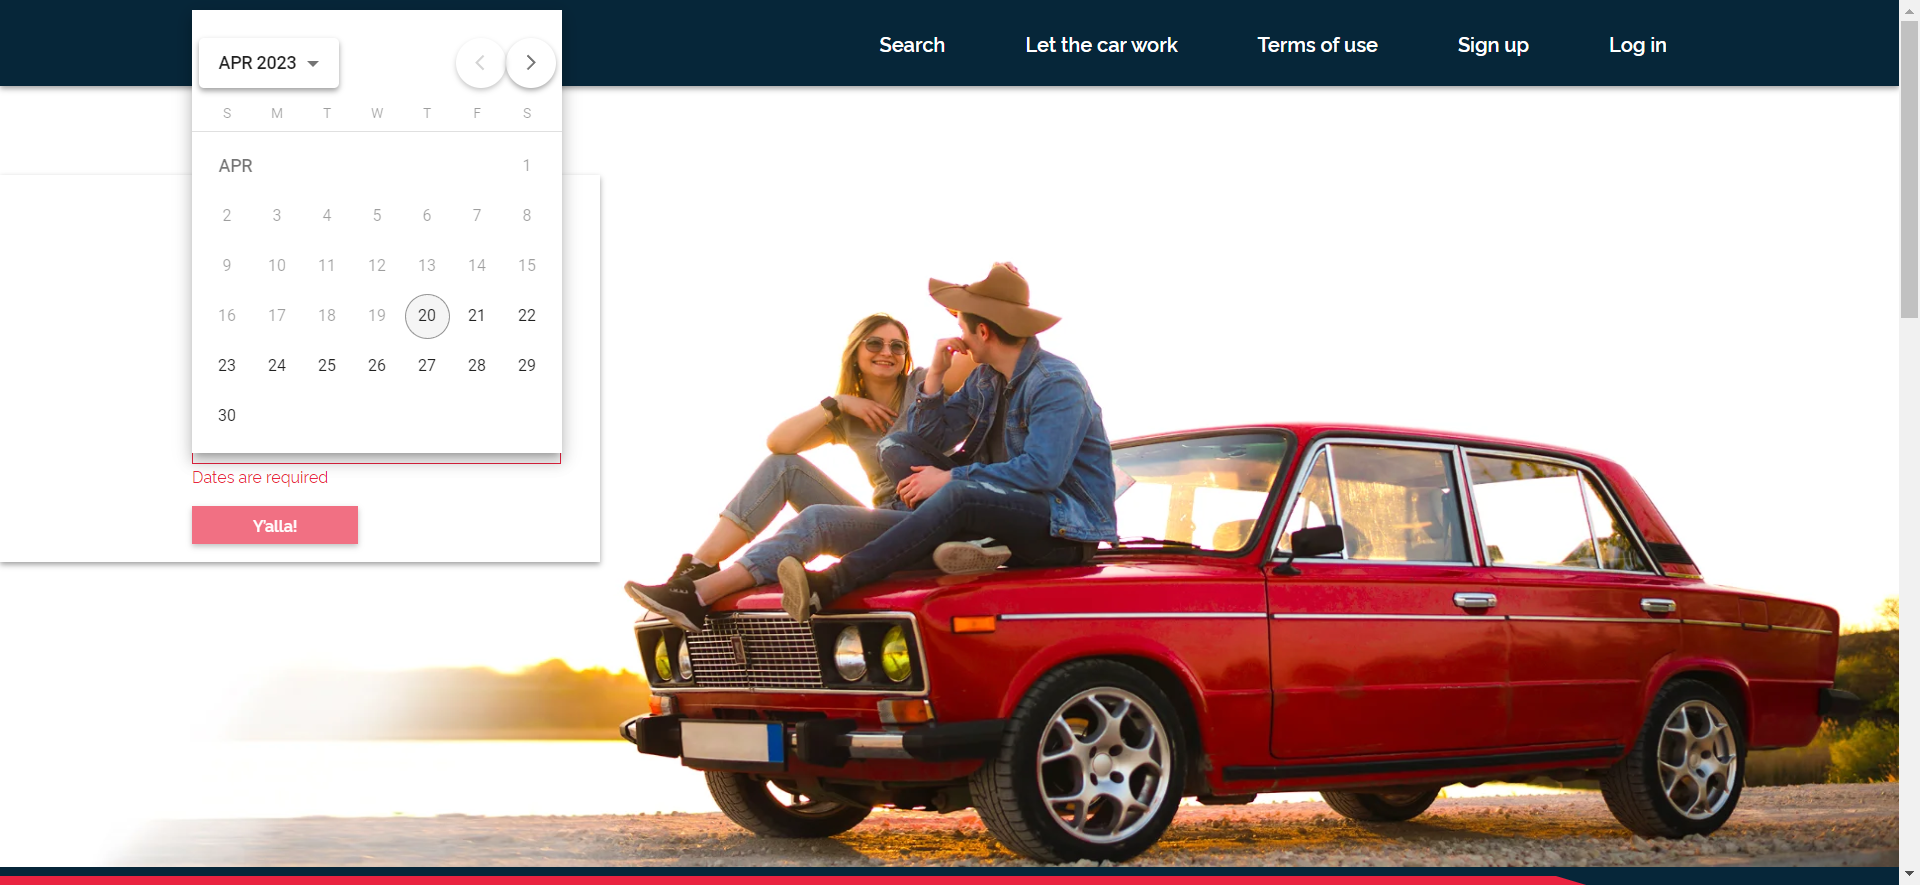 Search Let the car work Terms of use Sign up Log in
APR 2023
S M T W T F S
APR 1
2 3 4 5 6 7 8
9 10 11 12 13 14 15
16 17 18 19 20 21 22
23 24 25 26 27 28 29
30
Dates are required
Y'alla!